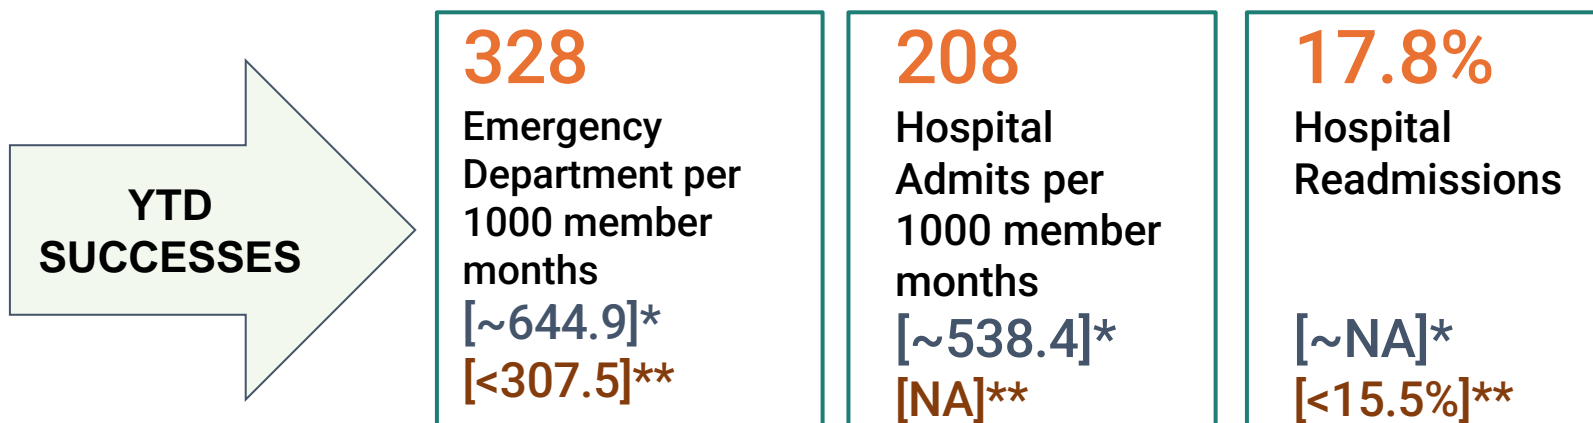 YTD
SUCCESSES
328
Emergency
Department per
1000 member
months
[~644.9]*
[<307.5]**
208
Hospital
Admits per
1000 member
months
[~538.4]*
[NA]**
17.8%
Hospital
Readmissions
[~NA]*
[<15.5%]**